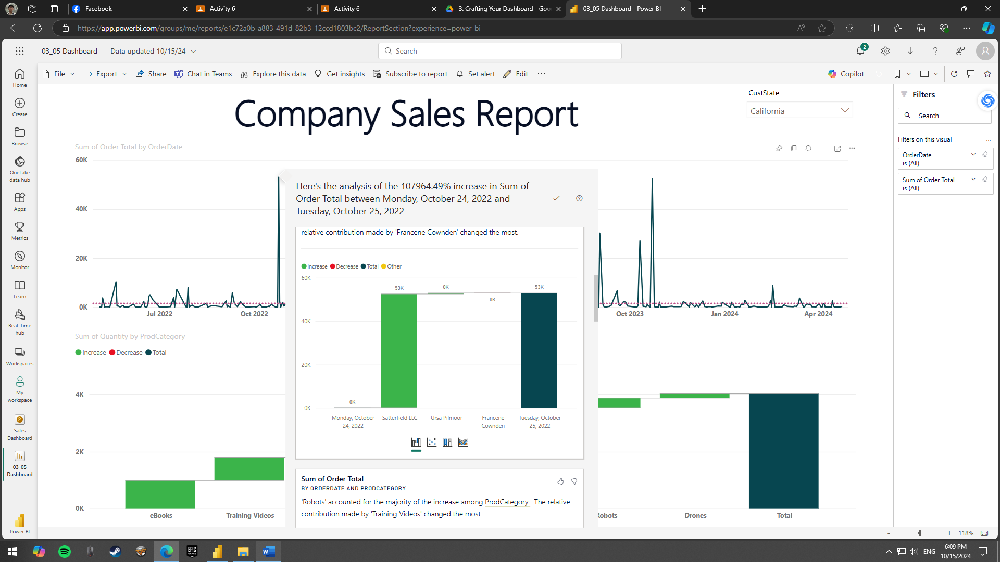 Facebook
Activity 6
Activity 6
3. Crafting Your Dashboard - Goo
03_05 Dashboard - Power BI
https://app.powerbi.com/groups/me/reports/e1c72a0b-a883-491d-82b3-12ccd1803bc2/ReportSection?experience=power-bi
03_05 Dashboard
Data updated 10/15/24
Search
2
File
Export
Share
Chat in Teams
Explore this data
Get insights
Subscribe to report
Set alert
Edit
Copilot
Home
Create
Browse
OneLake
data hub
Apps
Metrics
Monitor
Learn
Real-Time
hub
Workspaces
My
workspace
Sales
Dashboard
03_05
Dashboard
Power BI
Company Sales Report
CustState
California
Filters
Search
Filters on this visual
OrderDate
is (All)
Sum of Order Total
is (All)
Sum of Order Total by OrderDate
60K
40K
20K
0K
Jul 2022
Oct 2022
Oct 2023
Jan 2024
Apr 2024
Here's the analysis of the 107964.49% increase in Sum of
Order Total between Monday, October 24, 2022 and
Tuesday, October 25, 2022
relative contribution made by 'Francene Cownden' changed the most.
Increase Decrease Total Other
60K
40K
20K
0K
0K
53K
0K
0K
53K
Monday, October
24, 2022
Satterfield LLC
Ursa Pilmoor
Francene
Cownden
Tuesday, October
25, 2022
Sum of Order Total
BY ORDERDATE AND PRODCATEGORY
'Robots' accounted for the majority of the increase among ProdCategory . The relative
contribution made by 'Training Videos' changed the most.
Sum of Quantity by ProdCategory
Increase Decrease Total
4K
2K
0K
eBooks
Training Videos
Robots
Drones
Total
- + 118%
EPIC
GAMES
ENG
6:09 PM
10/15/2024